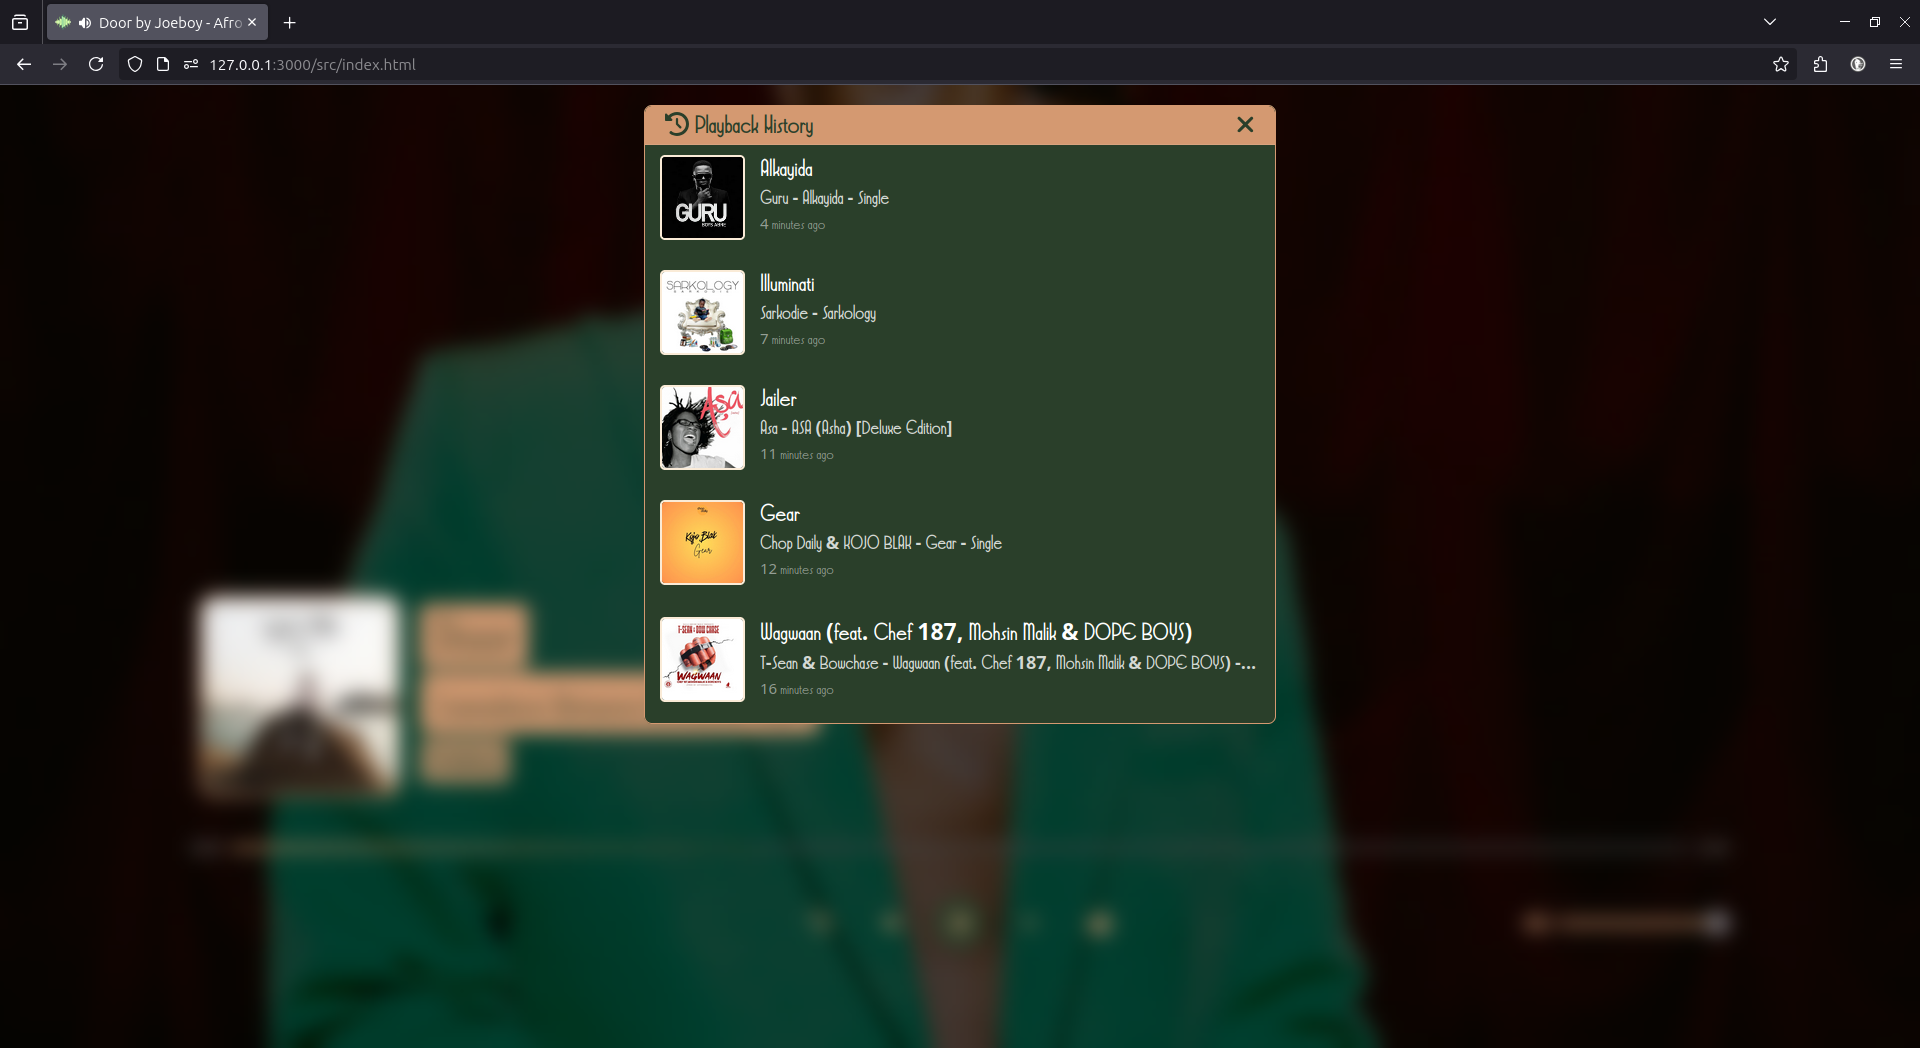 Door by Joeboy - Afro
127.0.0.1:3000/src/index.html
Playback History
GURU
Alkayida
Guru - Alkayida - Single
4 minutes ago
SARKOLOGY
Illuminati
Sarkodie - Sarkology
7 minutes ago
Asa
Jailer
Asa - ASA (Asha) [Deluxe Edition]
11 minutes ago
Kojo Blak
Gear
Gear
Chop Daily & KOJO BLAK - Gear - Single
12 minutes ago
T-SEAN & BOW CHASE
WAGWAAN
Wagwaan (feat. Chef 187, Mohsin Malik & DOPE BOYS)
T-Sean & Bowchase - Wagwaan (feat. Chef 187, Mohsin Malik & DOPE BOYS) -...
16 minutes ago